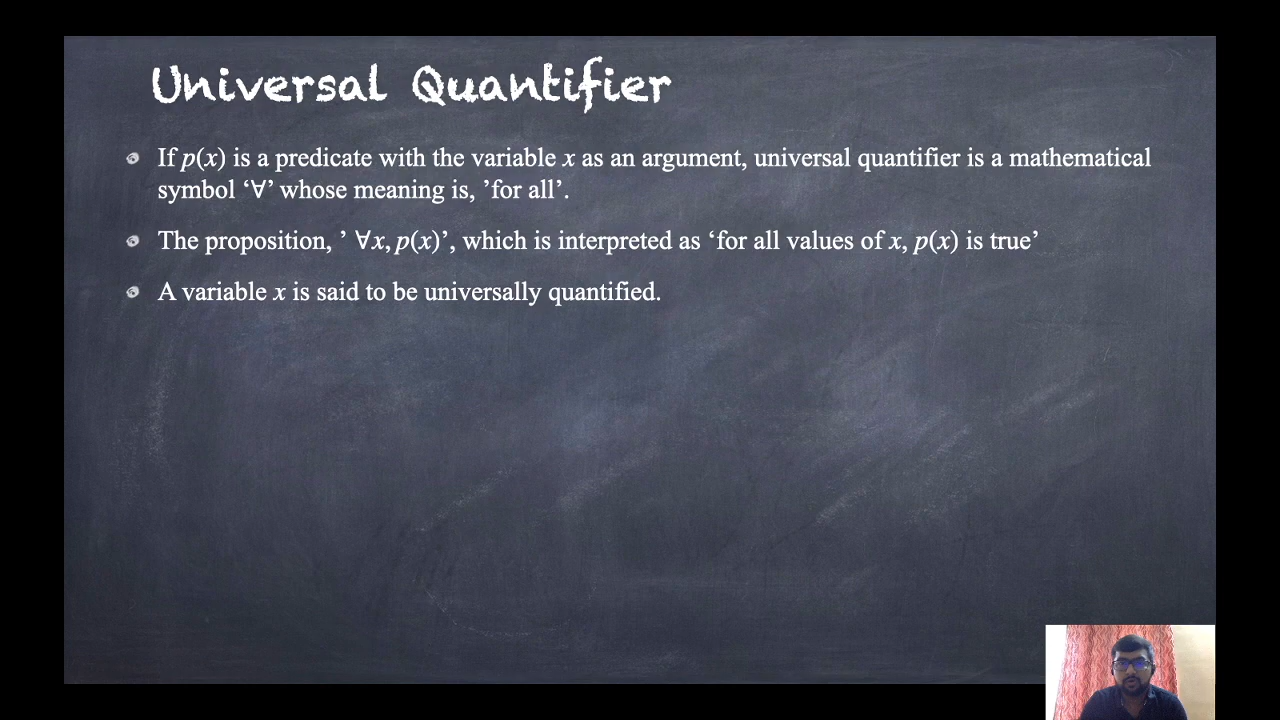 Universal Quantifier
If p(x) is a predicate with the variable x as an argument, universal quantifier is a mathematical
symbol ‘∀’ whose meaning is, ’for all’.
The proposition, ’ ∀x, p(x)’, which is interpreted as ‘for all values of x, p(x) is true’
A variable x is said to be universally quantified.